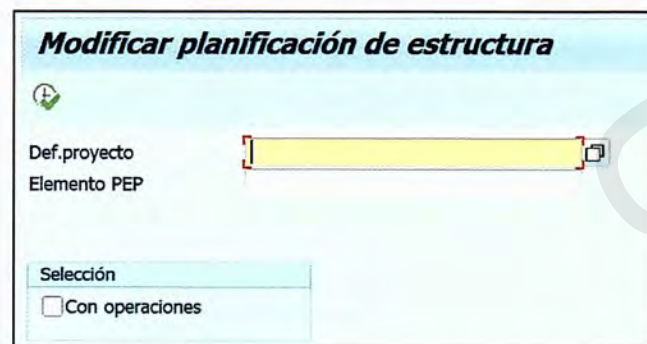 Modificar planificación de estructura
Def.proyecto
Elemento PEP
Selección
Con operaciones